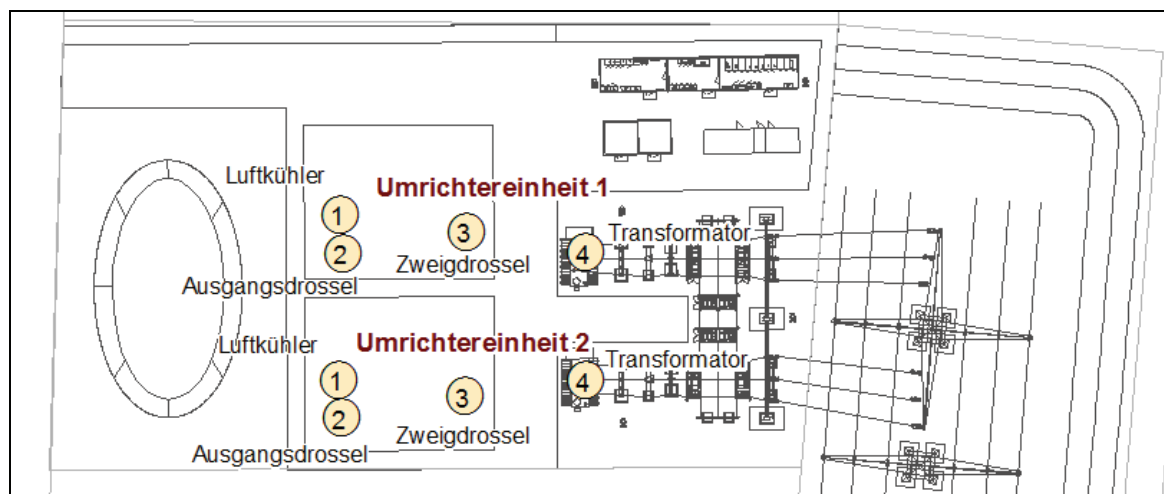 Luftkühler
Umrichtereinheit 1
1
2
3
Zweigdrossel
Transformator
4
Ausgangsdrossel
Luftkühler
Umrichtereinheit 2
1
2
3
Zweigdrossel
Transformator
4
Ausgangsdrossel